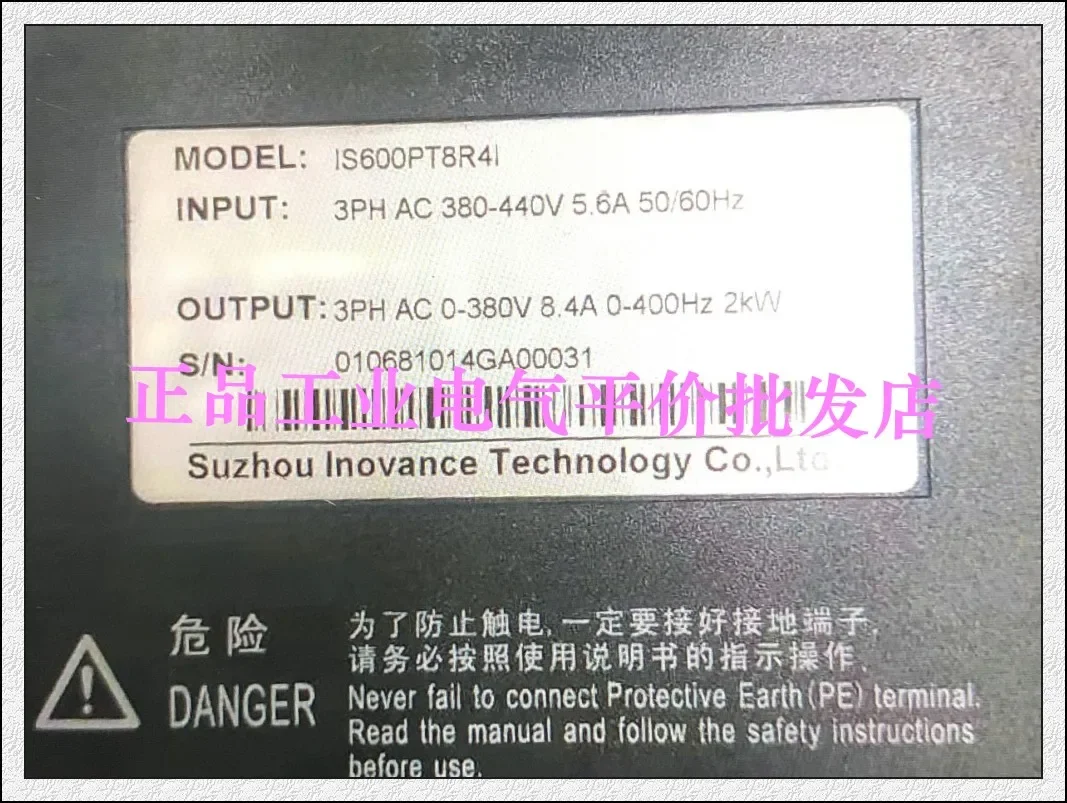 MODEL: IS600PT8R4I
INPUT: 3PH AC 380-440V 5.6A 50/60Hz
OUTPUT: 3PH AC 0-380V 8.4A 0-400Hz 2kW
S/N: 010681014GA00031
正品工业电气平价批发店
Suzhou Inovance Technology Co.,Ltd
危险
为了防止触电,一定要接好接地端子,
请务必按照使用说明书的指示操作.
DANGER
Never fail to connect Protective Earth(PE) terminal.
Read the manual and follow the safety instructions
before use.